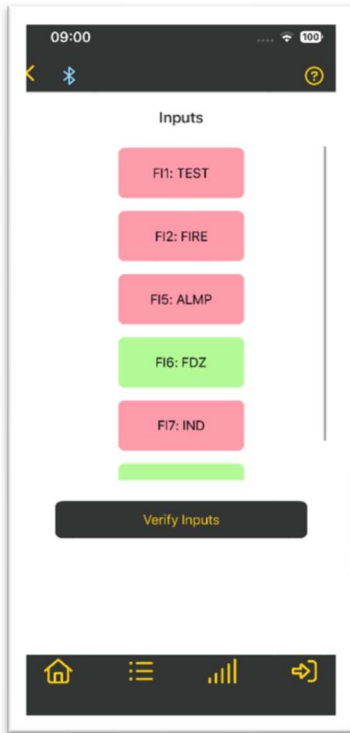 09:00
100
?
Inputs
FI1: TEST
FI2: FIRE
FI5: ALMP
FI6: FDZ
FI7: IND
Verify Inputs